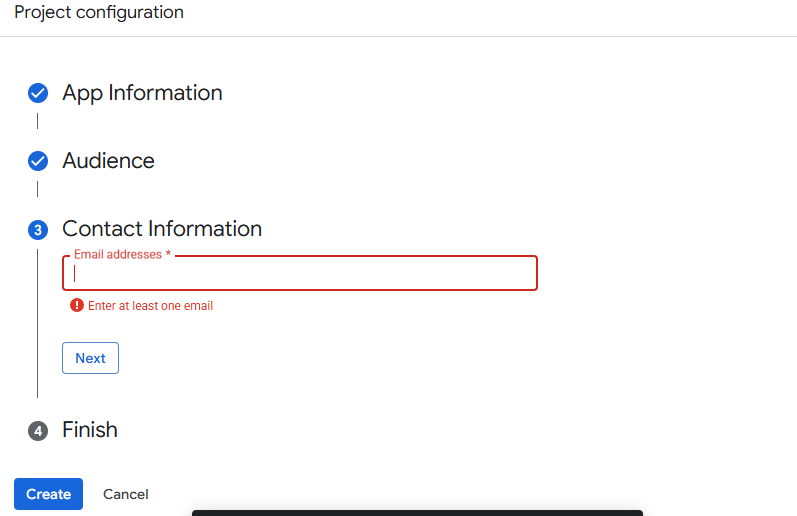 Project configuration
App Information
Audience
3 Contact Information
Email addresses *
Enter at least one email
Next
4 Finish
Create Cancel